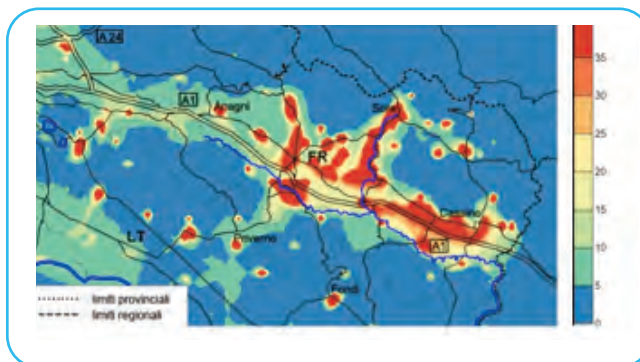 A 24
A1
Anagni
Sora
FR
Cassino
A1
LT
Priverno
Fondi
limiti provinciali
limiti regionali
35
30
25
20
15
10
5
0